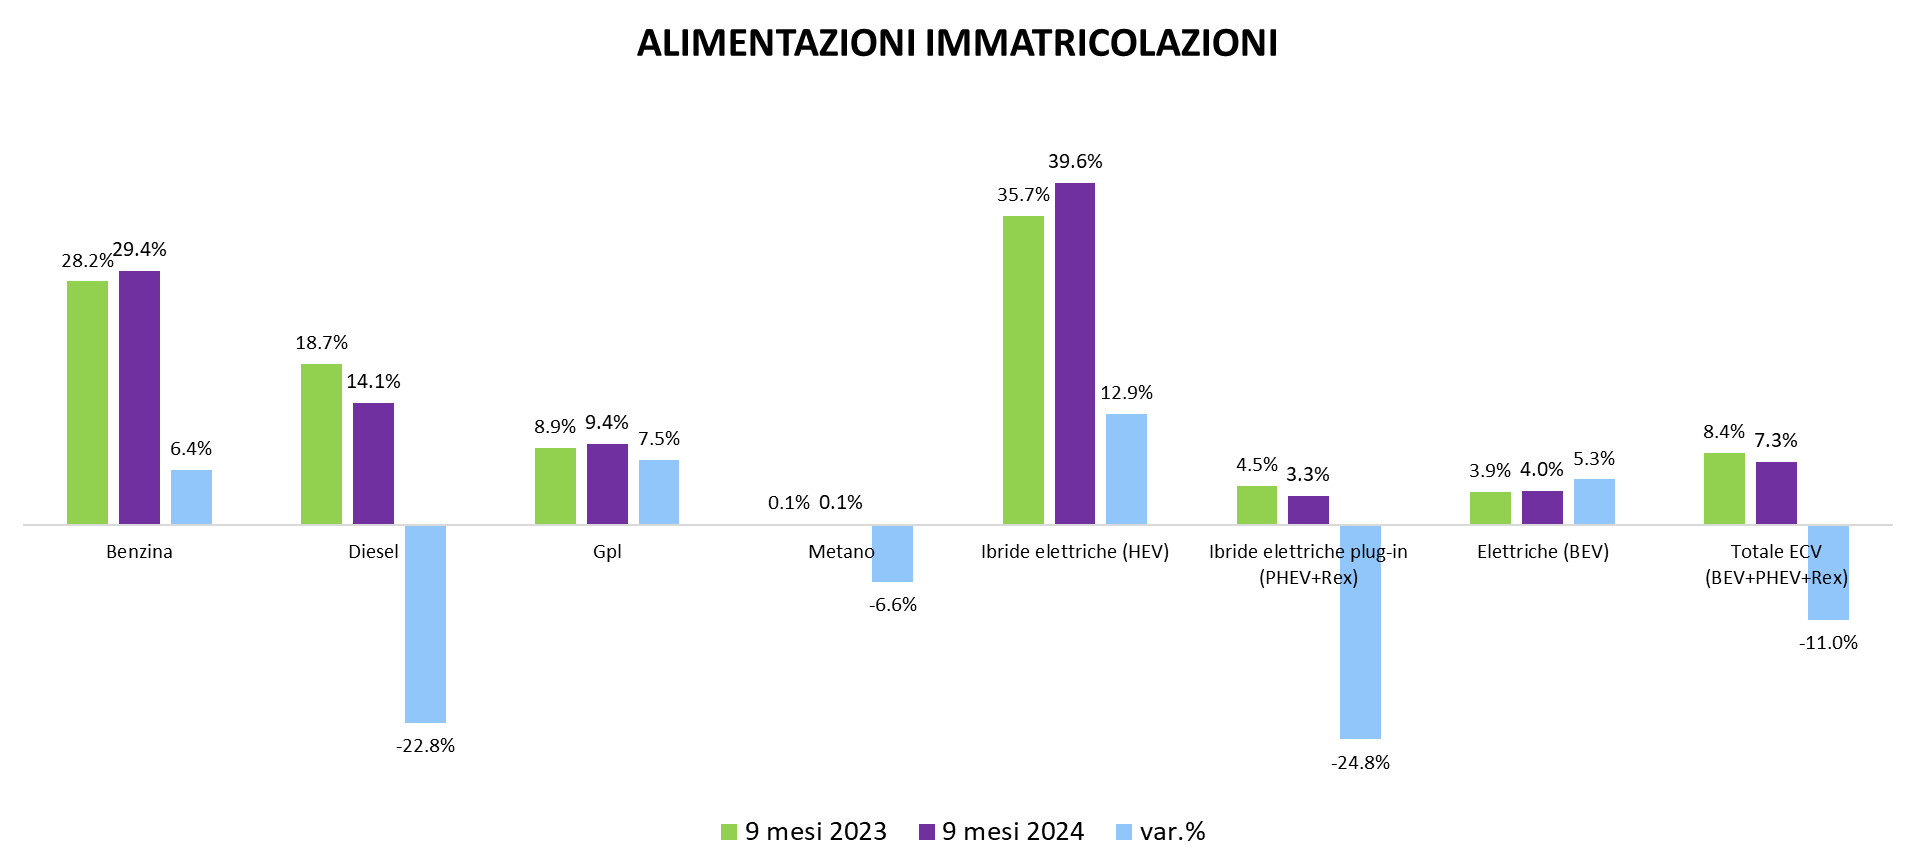 ALIMENTAZIONI IMMATRICOLAZIONI
28.2%
29.4%
6.4%
18.7%
14.1%
-22.8%
8.9%
9.4%
7.5%
0.1%
0.1%
-6.6%
35.7%
39.6%
12.9%
4.5%
3.3%
-24.8%
3.9%
4.0%
5.3%
8.4%
7.3%
-11.0%
Benzina
Diesel
Gpl
Metano
Ibride elettriche (HEV)
Ibride elettriche plug-in
(PHEV+Rex)
Elettriche (BEV)
Totale ECV
(BEV+PHEV+Rex)
9 mesi 2023
9 mesi 2024
var.%